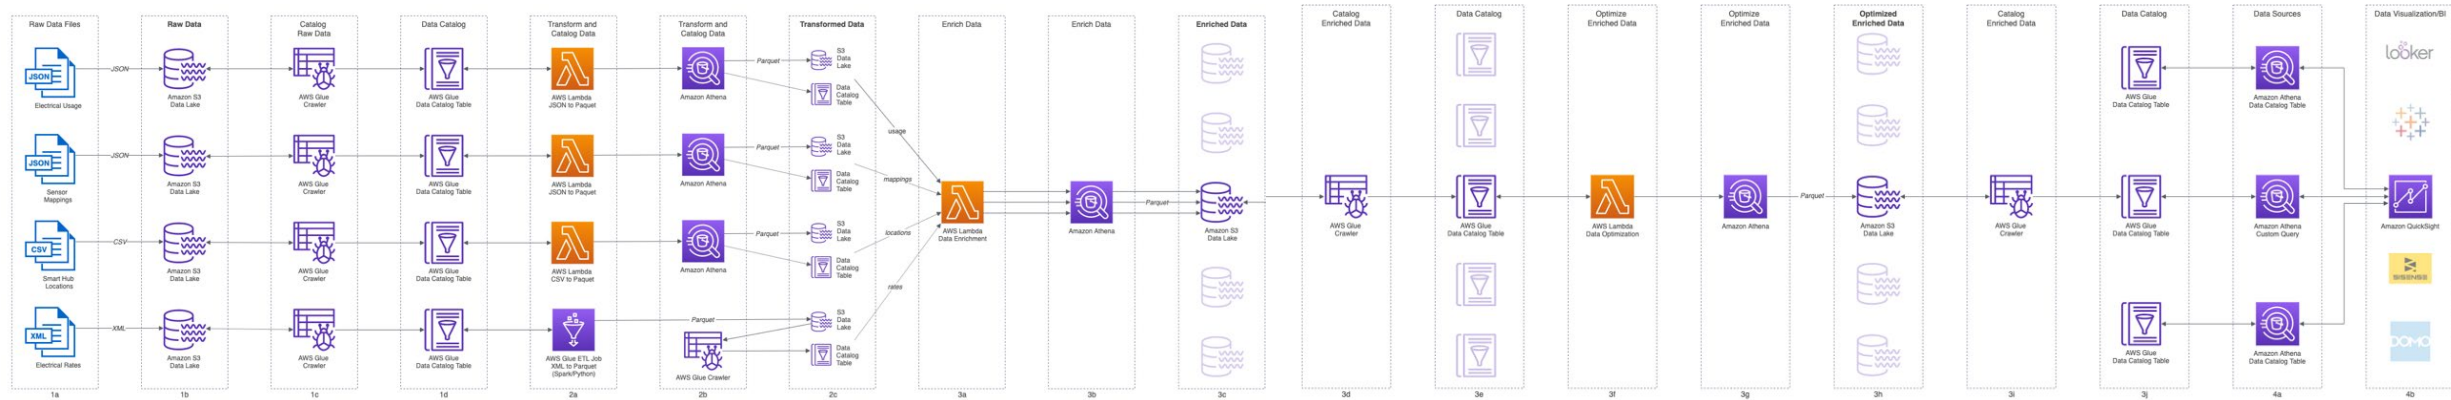 Raw Data Files
JSON
Electrical Usage
JSON
Sensor
Mappings
CSV
Smart Hub
Locations
XML
Electrical Rates
1a
JSON
JSON
CSV
XML
Raw Data
Amazon S3
Data Lake
Amazon S3
Data Lake
Amazon S3
Data Lake
Amazon S3
Data Lake
1b
Catalog
Raw Data
AWS Glue
Crawler
AWS Glue
Crawler
AWS Glue
Crawler
AWS Glue
Crawler
1c
Data Catalog
AWS Glue
Data Catalog Table
AWS Glue
Data Catalog Table
AWS Glue
Data Catalog Table
AWS Glue
Data Catalog Table
1d
Transform and
Catalog Data
AWS Lambda
JSON to Paquet
AWS Lambda
JSON to Paquet
AWS Lambda
CSV to Paquet
AWS Glue ETL Job
XML to Parquet
(Spark/Python)
2a
Transform and
Catalog Data
Amazon Athena
Amazon Athena
Amazon Athena
AWS Glue Crawler
2b
Parquet
Parquet
Parquet
Parquet
Transformed Data
S3
Data
Lake
Data
Catalog
Table
S3
Data
Lake
Data
Catalog
Table
S3
Data
Lake
Data
Catalog
Table
S3
Data
Lake
Data
Catalog
Table
2c
usage
mappings
locations
rates
Enrich Data
AWS Lambda
Data Enrichment
3a
Enrich Data
Amazon Athena
3b
Parquet
Enriched Data
Amazon S3
Data Lake
3c
Catalog
Enriched Data
AWS Glue
Crawler
3d
Data Catalog
AWS Glue
Data Catalog Table
3e
Optimize
Enriched Data
AWS Lambda
Data Optimization
3f
Optimize
Enriched Data
Amazon Athena
3g
Parquet
Optimized
Enriched Data
Amazon S3
Data Lake
3h
Catalog
Enriched Data
AWS Glue
Crawler
3i
Data Catalog
AWS Glue
Data Catalog Table
AWS Glue
Data Catalog Table
AWS Glue
Data Catalog Table
3j
Data Sources
Amazon Athena
Data Catalog Table
Amazon Athena
Custom Query
Amazon Athena
Data Catalog Table
4a
Data Visualization/BI
looker
Amazon QuickSight
SISENSE
DOMO
4b